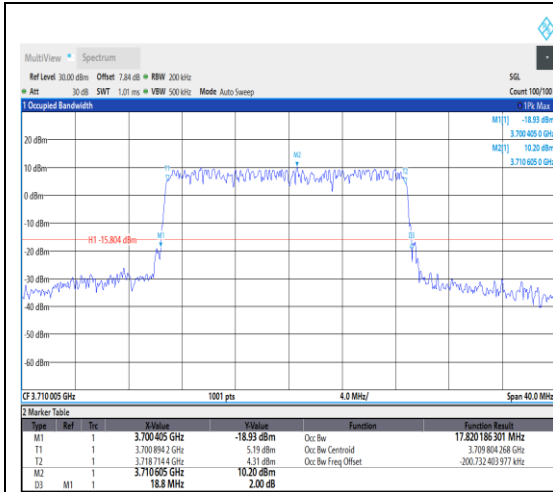 MultiView Spectrum
Ref Level 30.00 dBm Offset 7.84 dB RBW 200 kHz SGL
Att 30 dB SWT 1.01 ms VBW 500 kHz Mode Auto Sweep Count 100/100
1 Occupied Bandwidth 1Pk Max
M1[1] -18.93 dBm
3.700 405 0 GHz
M2[1] 10.20 dBm
3.710 605 0 GHz
20 dBm
M2
T1 T2
10 dBm
0 dBm
-10 dBm
H1 -15.804 dBm M1 D3
-20 dBm
-30 dBm
-40 dBm
-50 dBm
-60 dBm
CF 3.710 005 GHz 1001 pts 4.0 MHz/ Span 40.0 MHz
2 Marker Table
Type Ref Trc X-Value Y-Value Function Function Result
M1 1 3.700 405 GHz -18.93 dBm Occ Bw 17.820 186 301 MHz
T1 1 3.700 894 2 GHz 5.19 dBm Occ Bw Centroid 3.709 804 268 GHz
T2 1 3.718 714 4 GHz 4.31 dBm Occ Bw Freq Offset -200.732 403 977 kHz
M2 1 3.710 605 GHz 10.20 dBm
D3 M1 1 18.8 MHz 2.00 dB